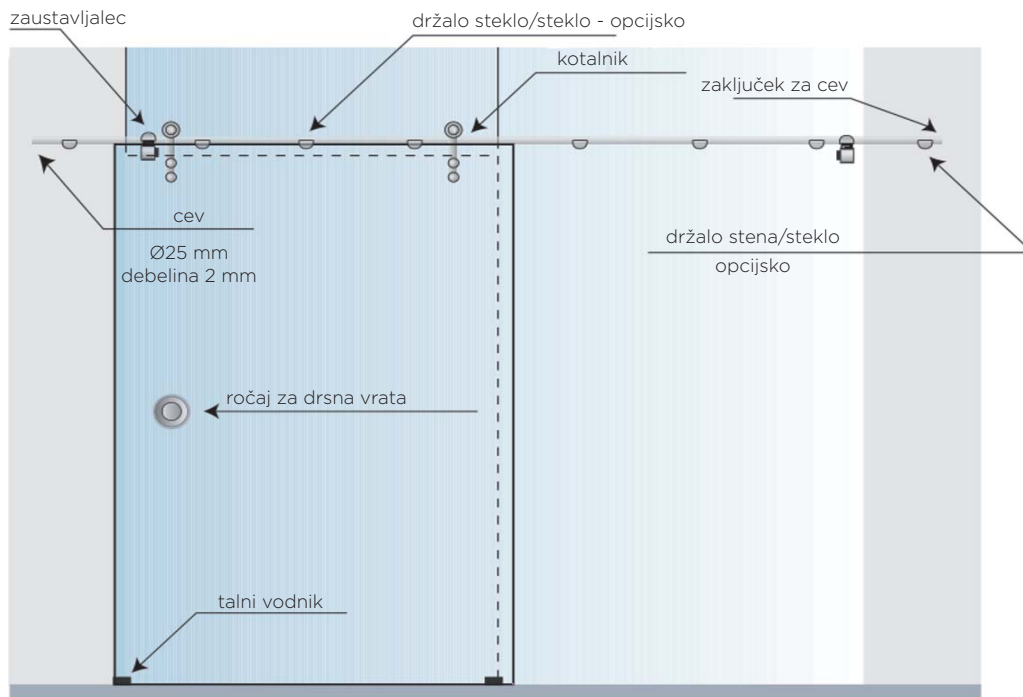 zaustavljalec
držalo steklo/steklo - opcijsko
kotalnik
zaključek za cev
cev
Ø25 mm
debelina 2 mm
držalo stena/steklo
opcijsko
ročaj za drsna vrata
talni vodnik